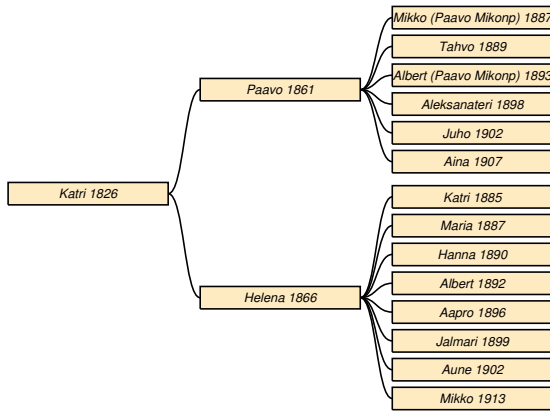 Katri 1826
Paavo 1861
Mikko (Paavo Mikonp) 1887
Tahvo 1889
Albert (Paavo Mikonp) 1893
Aleksanateri 1898
Juho 1902
Aina 1907
Helena 1866
Katri 1885
Maria 1887
Hanna 1890
Albert 1892
Aapro 1896
Jalmari 1899
Aune 1902
Mikko 1913